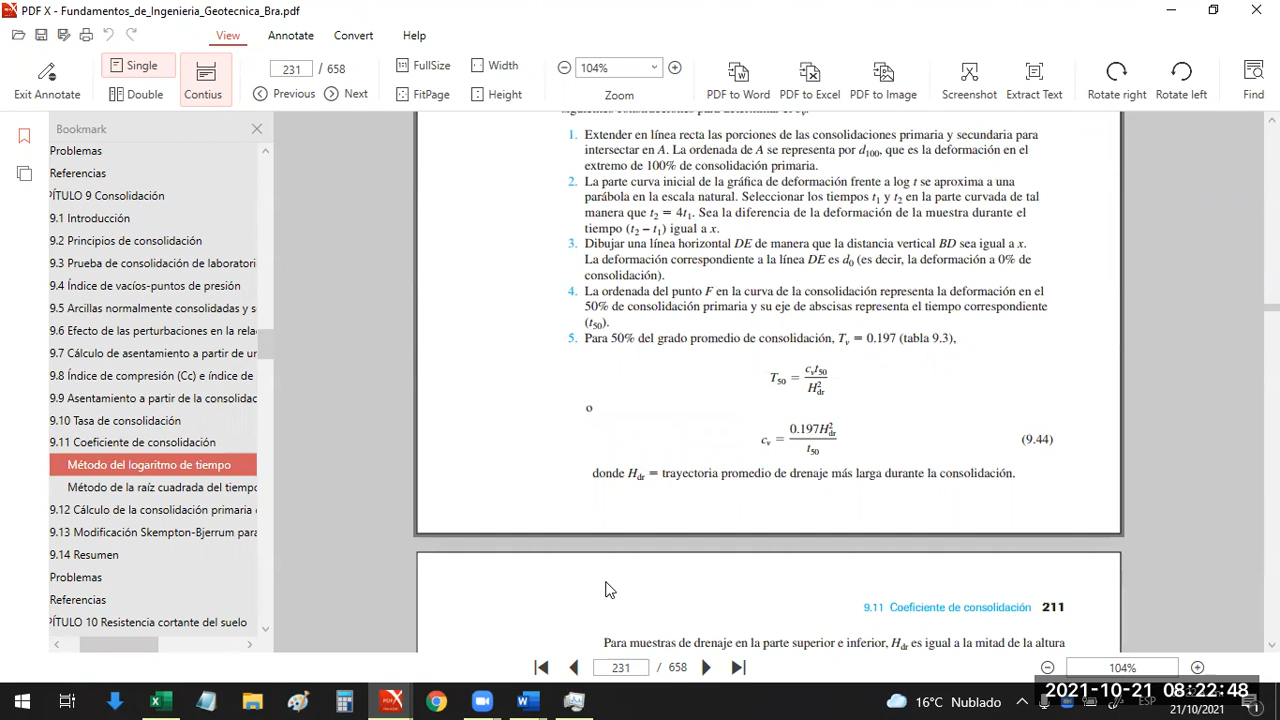 PDF X - Fundamentos_de_Ingenieria_Geotecnica_Bra.pdf
View Annotate Convert Help
Exit Annotate
Single
Double
Contius
231 / 658
Previous Next
FullSize
FitPage
Width
Height
104%
Zoom
PDF to Word PDF to Excel PDF to Image
Screenshot Extract Text
Rotate right Rotate left
Find
Bookmark
Problemas
Referencias
PÍTULO 9 Consolidación
9.1 Introducción
9.2 Principios de consolidación
9.3 Prueba de consolidación de laboratori
9.4 Índice de vacíos-puntos de presión
9.5 Arcillas normalmente consolidadas y s
9.6 Efecto de las perturbaciones en la rela
9.7 Cálculo de asentamiento a partir de ur
9.8 Índice de compresión (Cc) e índice de
9.9 Asentamiento a partir de la consolidac
9.10 Tasa de consolidación
9.11 Coeficiente de consolidación
Método del logaritmo de tiempo
Método de la raíz cuadrada del tiempo
9.12 Cálculo de la consolidación primaria
9.13 Modificación Skempton-Bjerrum par
9.14 Resumen
Problemas
Referencias
PÍTULO 10 Resistencia cortante del suelo
1. Extender en línea recta las porciones de las consolidaciones primaria y secundaria para
intersectar en A. La ordenada de A se representa por d100, que es la deformación en el
extremo de 100% de consolidación primaria.
2. La parte curva inicial de la gráfica de deformación frente a log t se aproxima a una
parábola en la escala natural. Seleccionar los tiempos t1 y t2 en la parte curvada de tal
manera que t2 = 4t1. Sea la diferencia de la deformación de la muestra durante el
tiempo (t2 − t1) igual a x.
3. Dibujar una línea horizontal DE de manera que la distancia vertical BD sea igual a x.
La deformación correspondiente a la línea DE es d0 (es decir, la deformación a 0% de
consolidación).
4. La ordenada del punto F en la curva de la consolidación representa la deformación en el
50% de consolidación primaria y su eje de abscisas representa el tiempo correspondiente
(t50).
5. Para 50% del grado promedio de consolidación, Tv = 0.197 (tabla 9.3),
T50 = cvt50 / H²dr
o
cv = 0.197H²dr / t50 (9.44)
donde Hdr = trayectoria promedio de drenaje más larga durante la consolidación.
9.11 Coeficiente de consolidación 211
Para muestras de drenaje en la parte superior e inferior, Hdr es igual a la mitad de la altura
231 / 658
104%
2021-10-21 08:22:48
16°C Nublado
ESP
21/10/2021